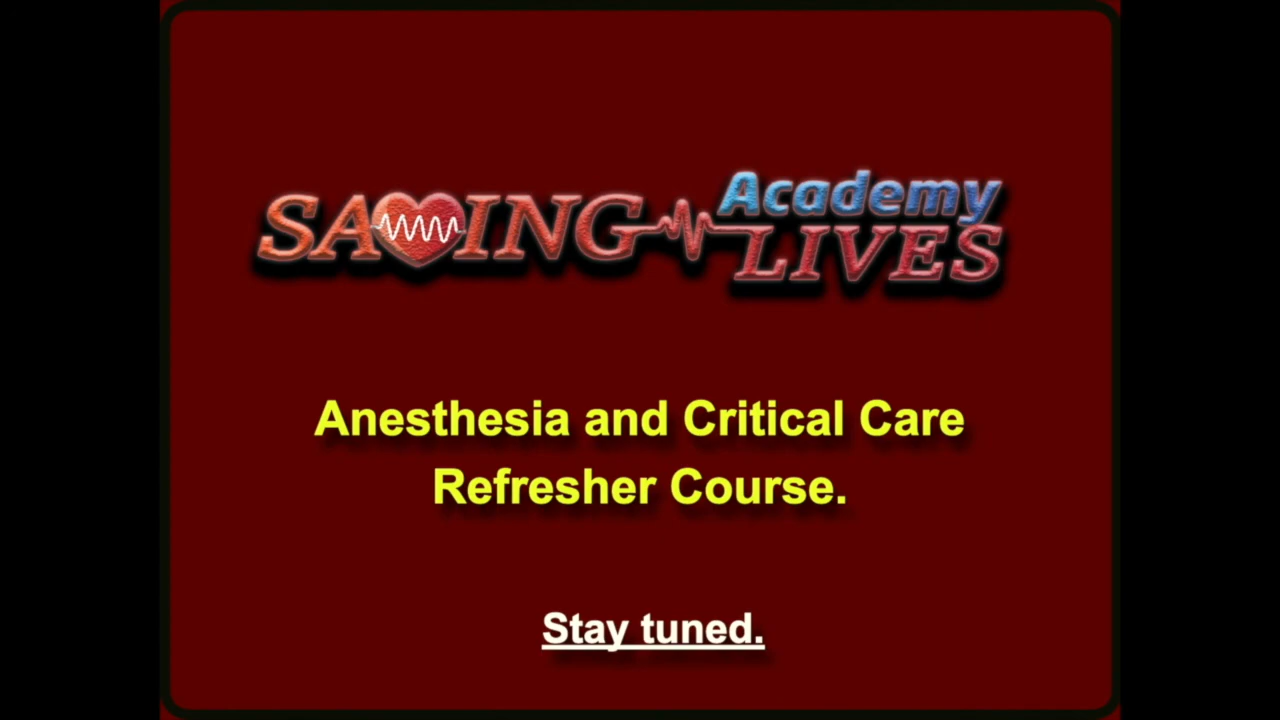 SAVING Academy
LIVES
Anesthesia and Critical Care
Refresher Course.
Stay tuned.